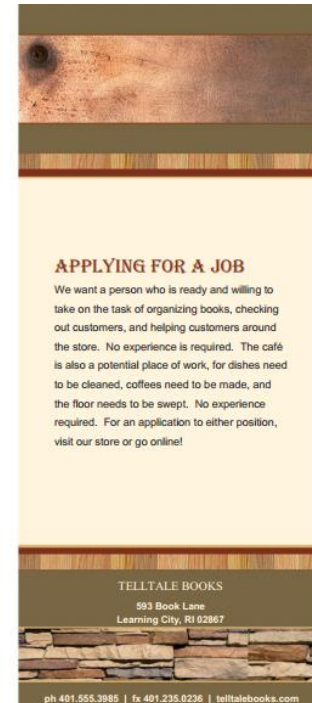 APPLYING FOR A JOB
We want a person who is ready and willing to
take on the task of organizing books, checking
out customers, and helping customers around
the store.  No experience is required.  The café
is also a potential place of work, for dishes need
to be cleaned, coffees need to be made, and
the floor needs to be swept.  No experience
required.  For an application to either position,
visit our store or go online!
TELLTALE BOOKS
593 Book Lane
Learning City, RI 02867
ph 401.555.3985 | fx 401.235.0236 | telltalebooks.com